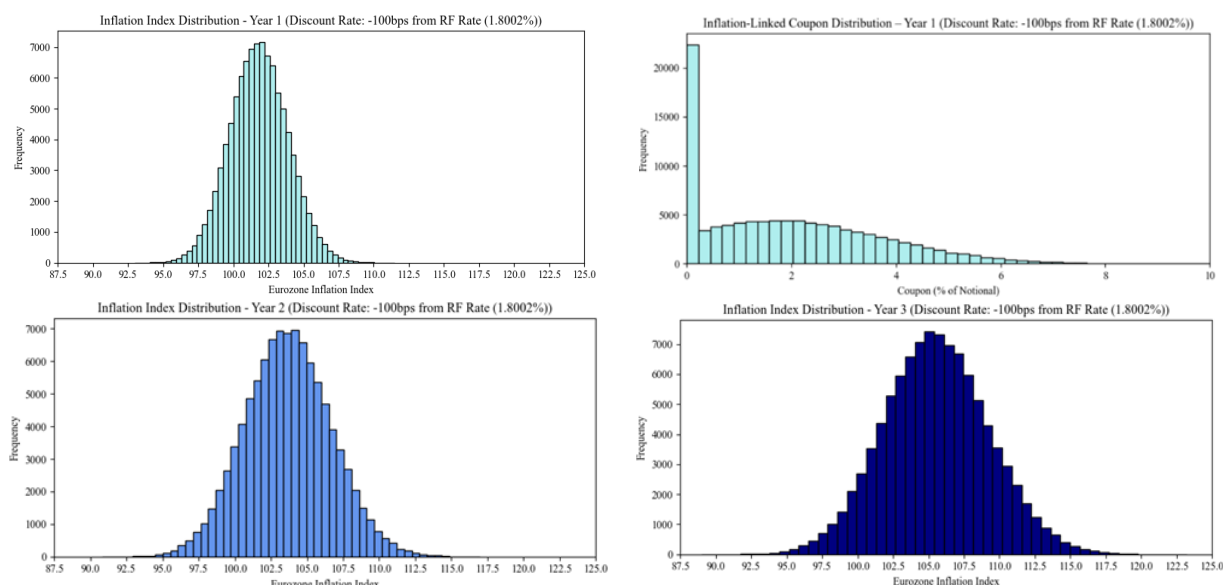 Inflation Index Distribution - Year 1 (Discount Rate: -100bps from RF Rate (1.8002%))
7000
6000
5000
4000
3000
2000
1000
0
Frequency
87.5 90.0 92.5 95.0 97.5 100.0 102.5 105.0 107.5 110.0 112.5 115.0 117.5 120.0 122.5 125.0
Eurozone Inflation Index
Inflation-Linked Coupon Distribution – Year 1 (Discount Rate: -100bps from RF Rate (1.8002%))
20000
15000
10000
5000
0
Frequency
0 2 4 6 8 10
Coupon (% of Notional)
Inflation Index Distribution - Year 2 (Discount Rate: -100bps from RF Rate (1.8002%))
7000
6000
5000
4000
3000
2000
1000
0
Frequency
87.5 90.0 92.5 95.0 97.5 100.0 102.5 105.0 107.5 110.0 112.5 115.0 117.5 120.0 122.5 125.0
Eurozone Inflation Index
Inflation Index Distribution - Year 3 (Discount Rate: -100bps from RF Rate (1.8002%))
7000
6000
5000
4000
3000
2000
1000
0
Frequency
87.5 90.0 92.5 95.0 97.5 100.0 102.5 105.0 107.5 110.0 112.5 115.0 117.5 120.0 122.5 125.0
Eurozone Inflation Index